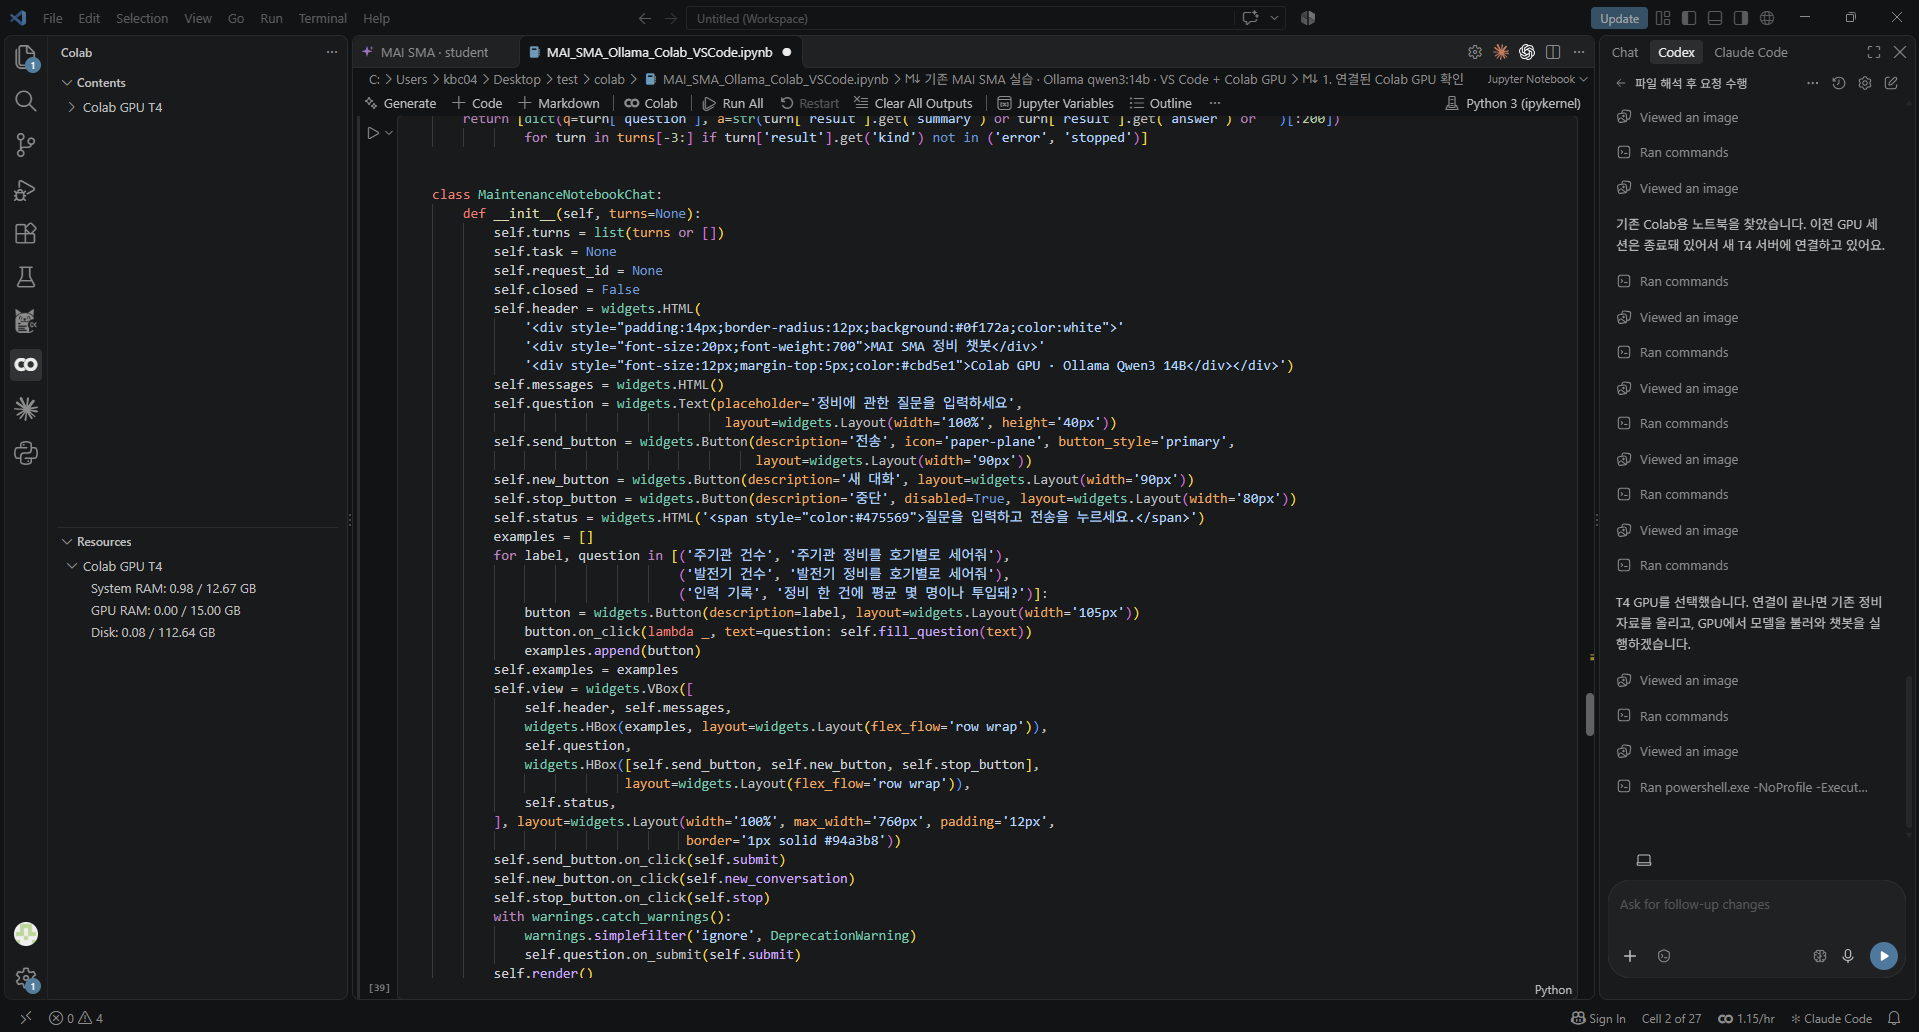 File Edit Selection View Go Run Terminal Help
Untitled (Workspace)
Update
Colab
Contents
Colab GPU T4
Resources
Colab GPU T4
System RAM: 0.98 / 12.67 GB
GPU RAM: 0.00 / 15.00 GB
Disk: 0.08 / 112.64 GB
MAI SMA · student
MAI_SMA_Ollama_Colab_VSCode.ipynb
C: > Users > kbc04 > Desktop > test > colab > MAI_SMA_Ollama_Colab_VSCode.ipynb > M↓ 기존 MAI SMA 실습 · Ollama qwen3:14b · VS Code + Colab GPU > M↓ 1. 연결된 Colab GPU 확인
Jupyter Notebook
Generate + Code + Markdown Colab Run All Restart Clear All Outputs Jupyter Variables Outline ···
Python 3 (ipykernel)
return [dict(q=turn['question'], a=str(turn['result'].get('summary') or turn['result'].get('answer') or '')[:200])
for turn in turns[-3:] if turn['result'].get('kind') not in ('error', 'stopped')]
class MaintenanceNotebookChat:
def __init__(self, turns=None):
self.turns = list(turns or [])
self.task = None
self.request_id = None
self.closed = False
self.header = widgets.HTML(
'<div style="padding:14px;border-radius:12px;background:#0f172a;color:white">'
'<div style="font-size:20px;font-weight:700">MAI SMA 정비 챗봇</div>'
'<div style="font-size:12px;margin-top:5px;color:#cbd5e1">Colab GPU · Ollama Qwen3 14B</div></div>')
self.messages = widgets.HTML()
self.question = widgets.Text(placeholder='정비에 관한 질문을 입력하세요',
layout=widgets.Layout(width='100%', height='40px'))
self.send_button = widgets.Button(description='전송', icon='paper-plane', button_style='primary',
layout=widgets.Layout(width='90px'))
self.new_button = widgets.Button(description='새 대화', layout=widgets.Layout(width='90px'))
self.stop_button = widgets.Button(description='중단', disabled=True, layout=widgets.Layout(width='80px'))
self.status = widgets.HTML('<span style="color:#475569">질문을 입력하고 전송을 누르세요.</span>')
examples = []
for label, question in [('주기관 건수', '주기관 정비를 호기별로 세어줘'),
('발전기 건수', '발전기 정비를 호기별로 세어줘'),
('인력 기록', '정비 한 건에 평균 몇 명이나 투입돼?')]:
button = widgets.Button(description=label, layout=widgets.Layout(width='105px'))
button.on_click(lambda _, text=question: self.fill_question(text))
examples.append(button)
self.examples = examples
self.view = widgets.VBox([
self.header, self.messages,
widgets.HBox(examples, layout=widgets.Layout(flex_flow='row wrap')),
self.question,
widgets.HBox([self.send_button, self.new_button, self.stop_button],
layout=widgets.Layout(flex_flow='row wrap')),
self.status,
], layout=widgets.Layout(width='100%', max_width='760px', padding='12px',
border='1px solid #94a3b8'))
self.send_button.on_click(self.submit)
self.new_button.on_click(self.new_conversation)
self.stop_button.on_click(self.stop)
with warnings.catch_warnings():
warnings.simplefilter('ignore', DeprecationWarning)
self.question.on_submit(self.submit)
self.render()
[39]
Python
Chat Codex Claude Code
파일 해석 후 요청 수행
Viewed an image
Ran commands
Viewed an image
기존 Colab용 노트북을 찾았습니다. 이전 GPU 세
션은 종료돼 있어서 새 T4 서버에 연결하고 있어요.
Ran commands
Viewed an image
Ran commands
Viewed an image
Ran commands
Viewed an image
Ran commands
Viewed an image
Ran commands
T4 GPU를 선택했습니다. 연결이 끝나면 기존 정비
자료를 올리고, GPU에서 모델을 불러와 챗봇을 실
행하겠습니다.
Viewed an image
Ran commands
Viewed an image
Ran powershell.exe -NoProfile -Execut...
Ask for follow-up changes
1
1
0 4
Sign In
Cell 2 of 27
1.15/hr
Claude Code